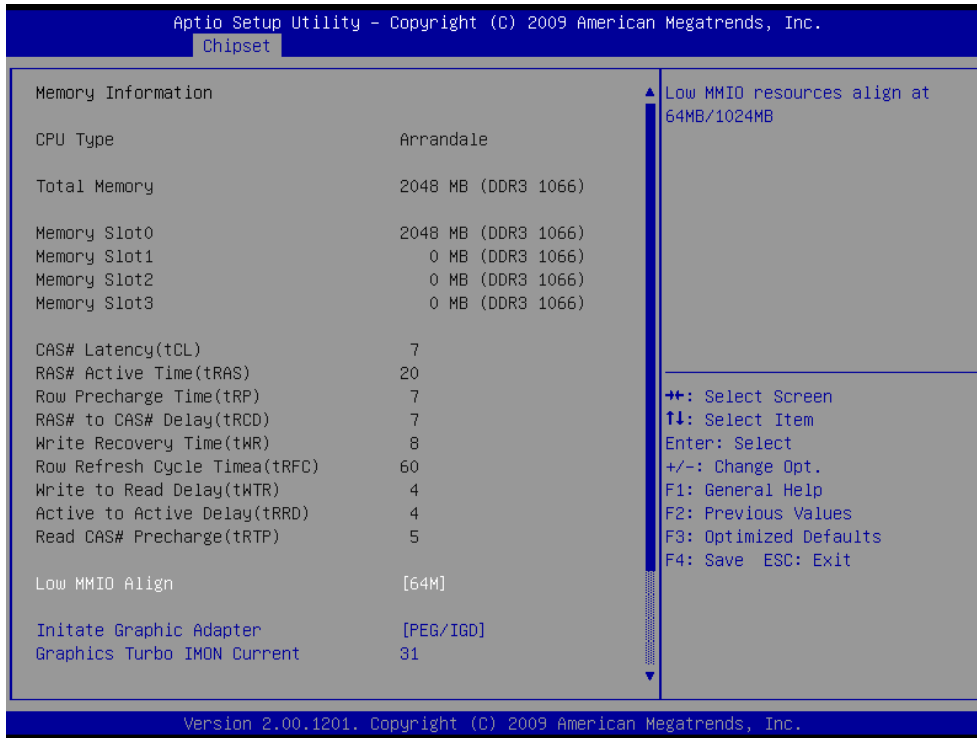 Aptio Setup Utility – Copyright (C) 2009 American Megatrends, Inc.
Chipset
Memory Information
CPU Type Arrandale
Total Memory 2048 MB (DDR3 1066)
Memory Slot0 2048 MB (DDR3 1066)
Memory Slot1 0 MB (DDR3 1066)
Memory Slot2 0 MB (DDR3 1066)
Memory Slot3 0 MB (DDR3 1066)
CAS# Latency(tCL) 7
RAS# Active Time(tRAS) 20
Row Precharge Time(tRP) 7
RAS# to CAS# Delay(tRCD) 7
Write Recovery Time(tWR) 8
Row Refresh Cycle Timea(tRFC) 60
Write to Read Delay(tWTR) 4
Active to Active Delay(tRRD) 4
Read CAS# Precharge(tRTP) 5
Low MMIO Align [64M]
Initate Graphic Adapter [PEG/IGD]
Graphics Turbo IMON Current 31
Low MMIO resources align at
64MB/1024MB
→←: Select Screen
↑↓: Select Item
Enter: Select
+/-: Change Opt.
F1: General Help
F2: Previous Values
F3: Optimized Defaults
F4: Save ESC: Exit
Version 2.00.1201. Copyright (C) 2009 American Megatrends, Inc.